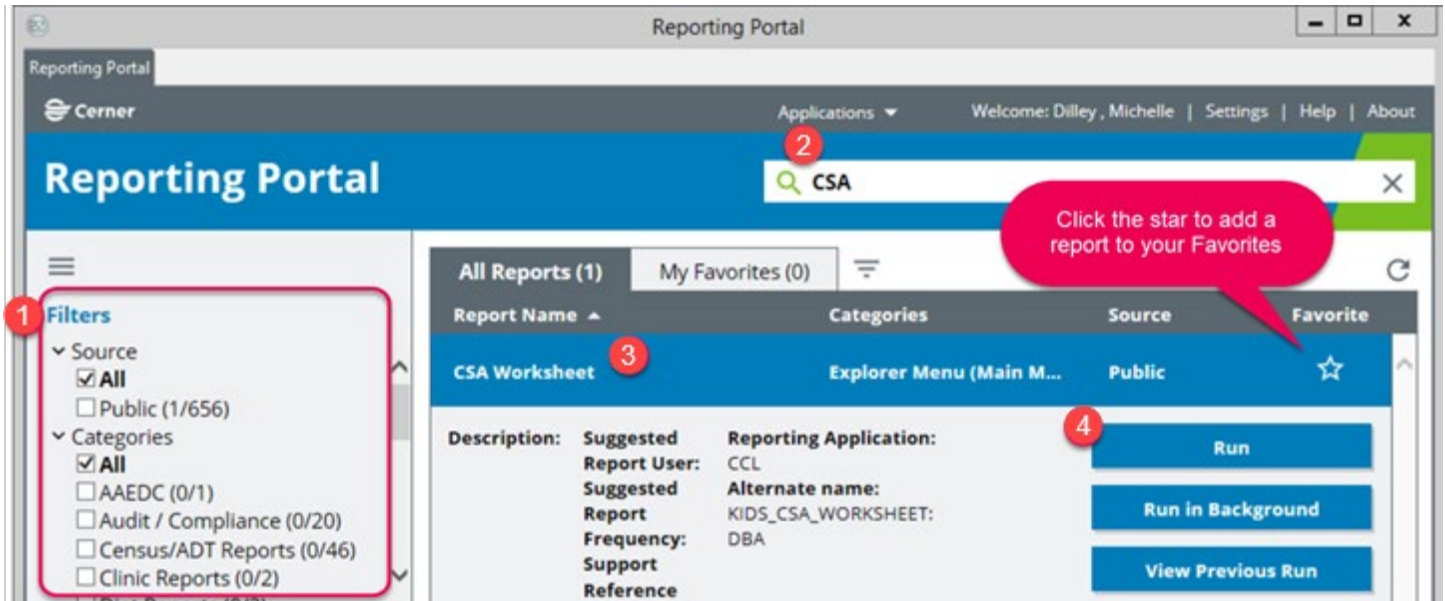 Reporting Portal
Reporting Portal
Cerner
Applications
Welcome: Dilley , Michelle | Settings | Help | About
2
Reporting Portal
CSA
Click the star to add a
report to your Favorites
All Reports (1)
My Favorites (0)
1
Filters
Report Name
Categories
Source
Favorite
Source
All
Public (1/656)
Categories
All
AAEDC (0/1)
Audit / Compliance (0/20)
Census/ADT Reports (0/46)
Clinic Reports (0/2)
3
CSA Worksheet
Explorer Menu (Main M...
Public
Description:
Suggested
Report User:
Suggested
Report
Frequency:
Support
Reference
Reporting Application:
CCL
Alternate name:
KIDS_CSA_WORKSHEET:
DBA
4
Run
Run in Background
View Previous Run